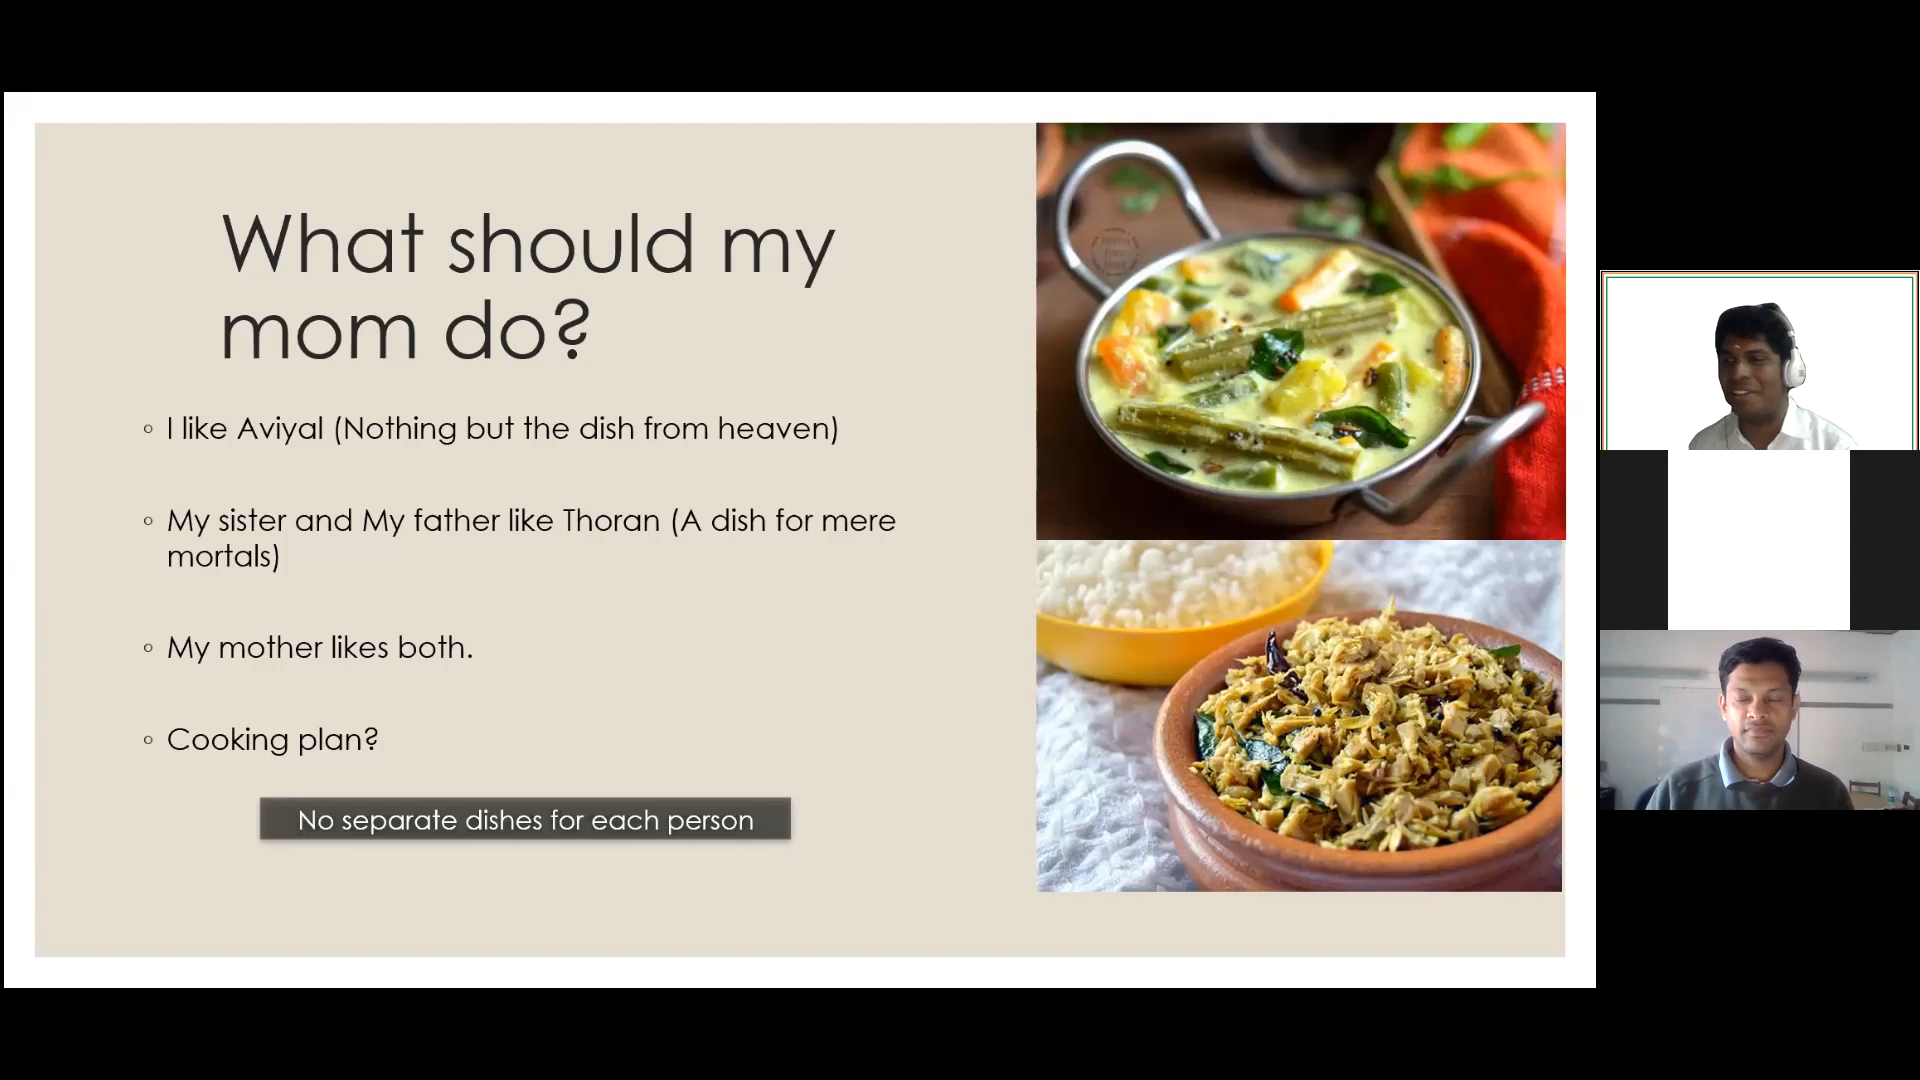 What should my
mom do?
◦ I like Aviyal (Nothing but the dish from heaven)
◦ My sister and My father like Thoran (A dish for mere
mortals)
◦ My mother likes both.
◦ Cooking plan?
No separate dishes for each person